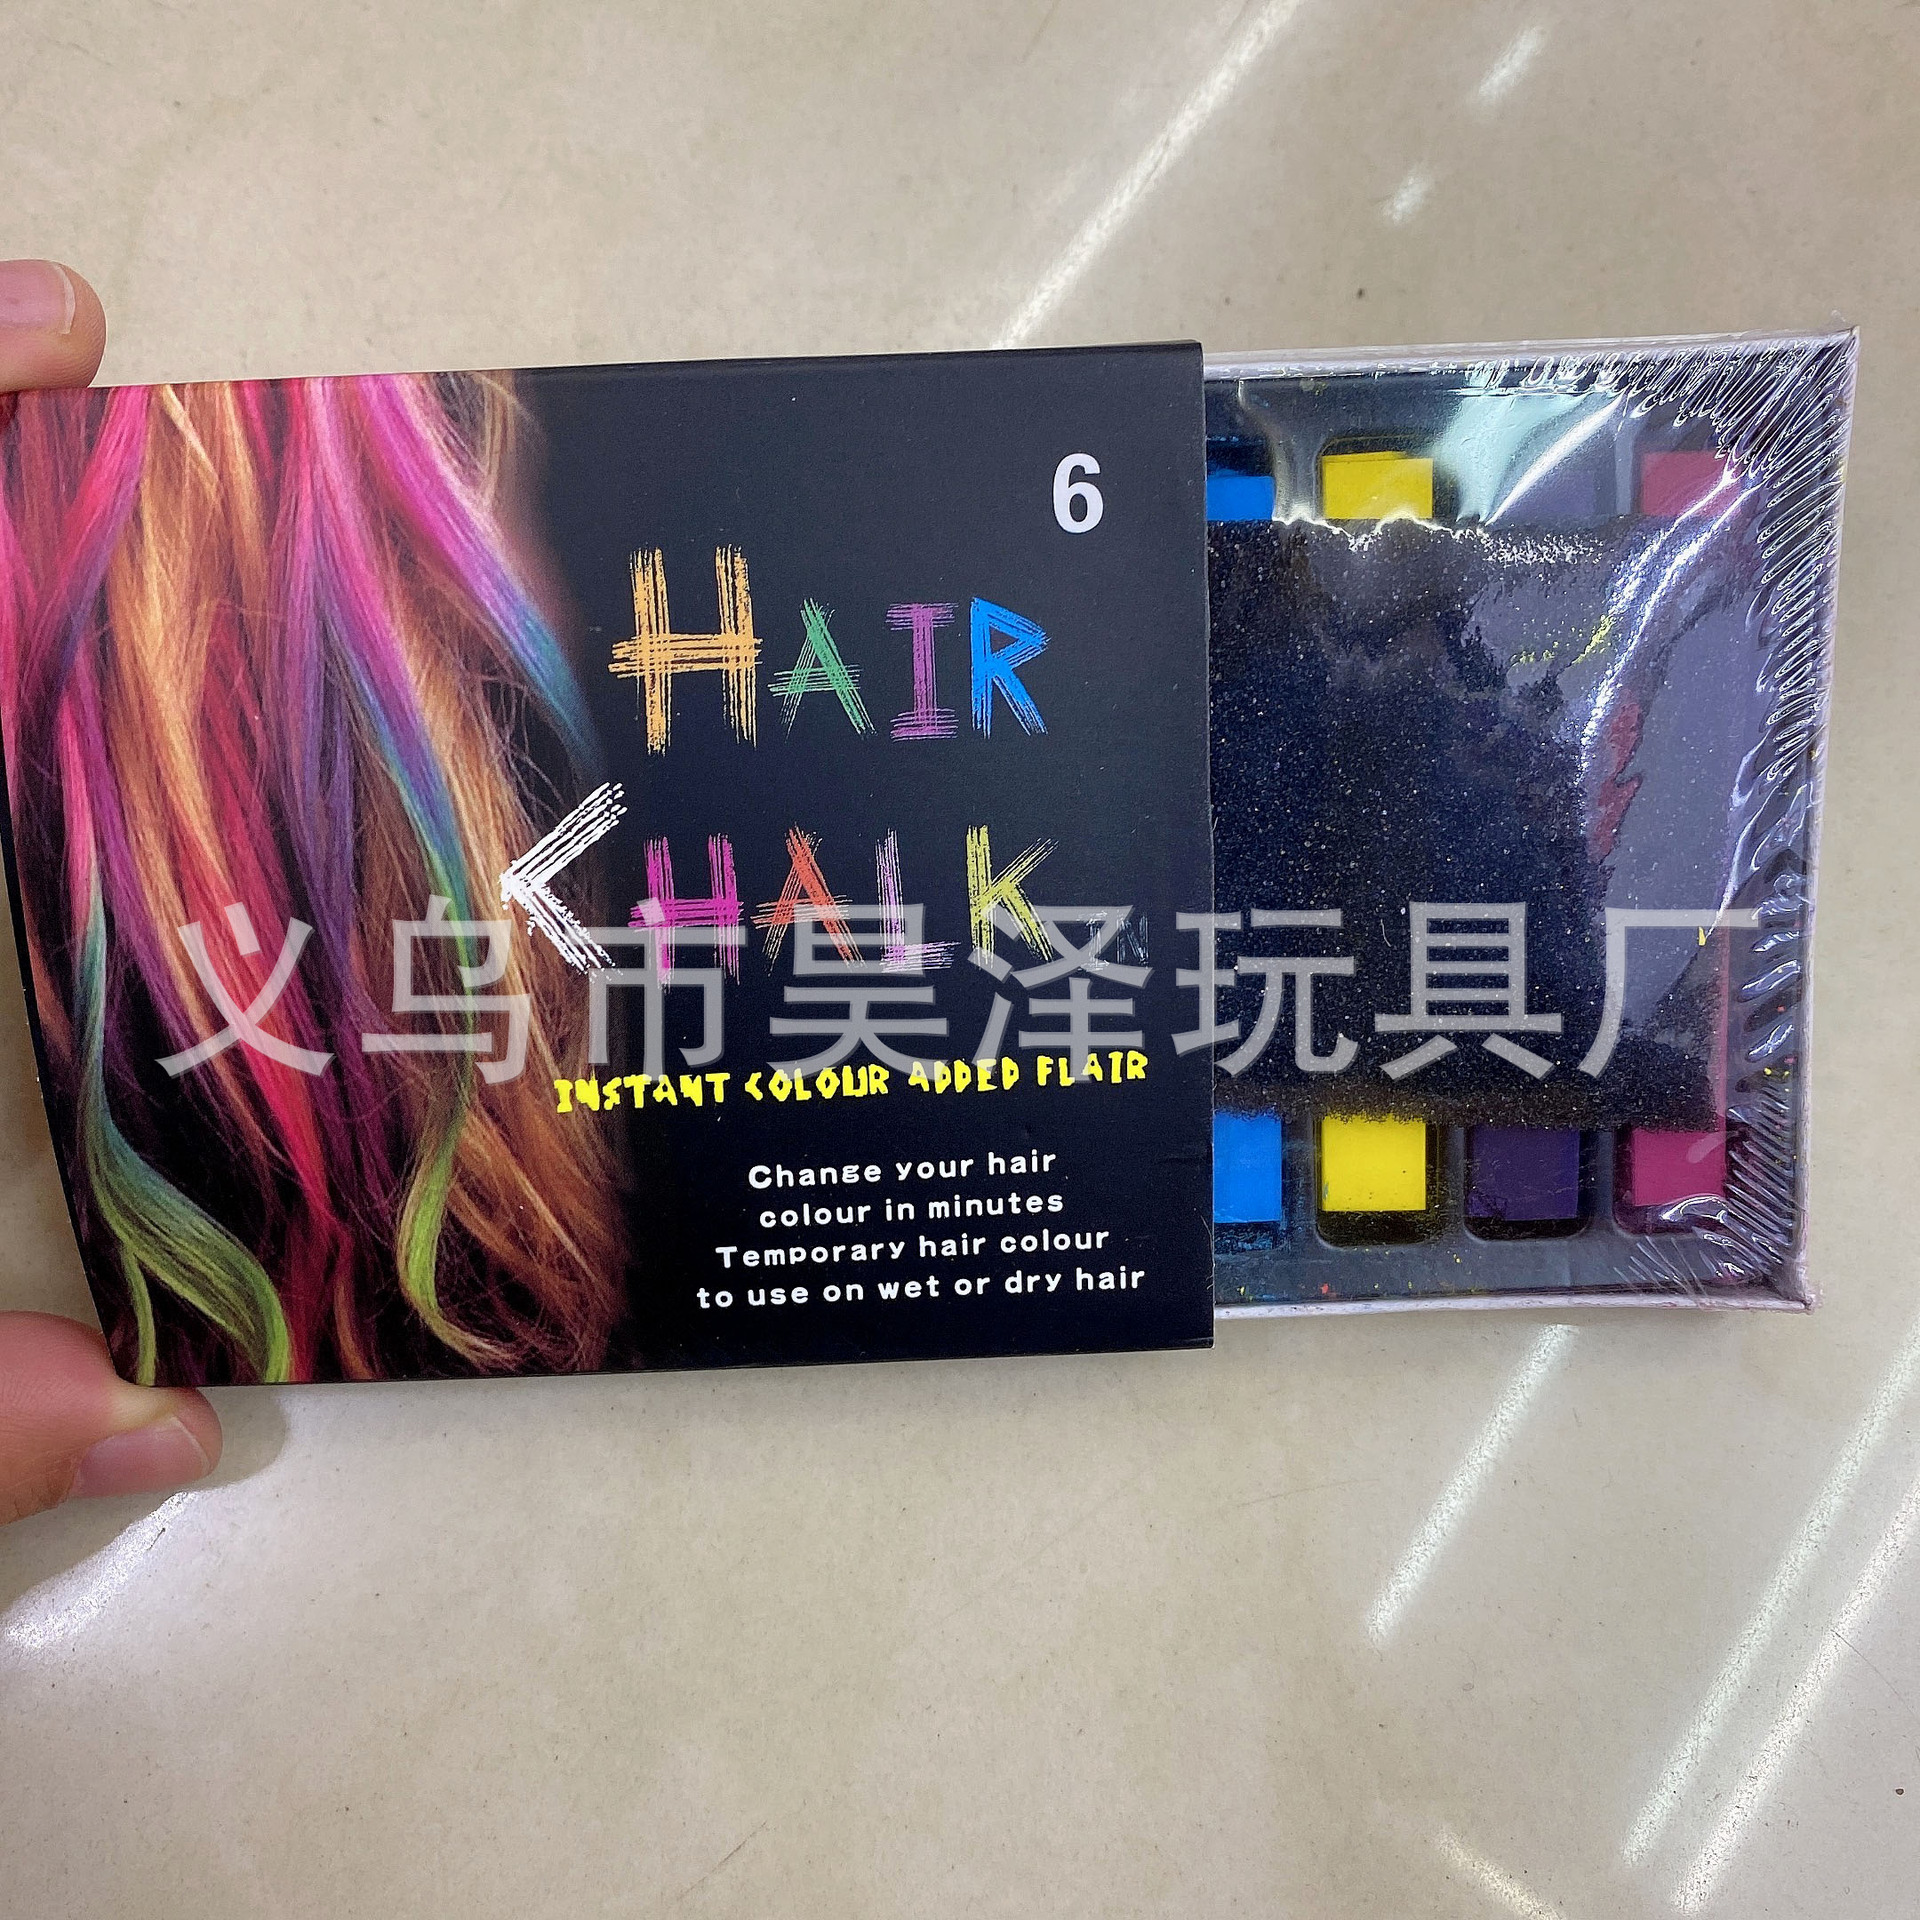 6
HAIR
CHALK
义乌市昊泽玩具厂
INSTANT COLOUR ADDED FLAIR
Change your hair
colour in minutes
Temporary hair colour
to use on wet or dry hair